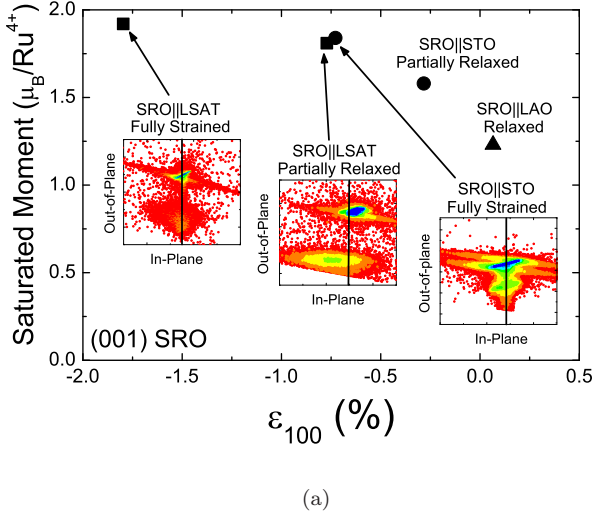 2.0
1.5
1.0
0.5
0.0
Saturated Moment (μB/Ru4+)
SRO||LSAT
Fully Strained
Out-of-Plane
In-Plane
SRO||LSAT
Partially Relaxed
Out-of-Plane
In-Plane
SRO||STO
Partially Relaxed
SRO||LAO
Relaxed
SRO||STO
Fully Strained
Out-of-plane
In-Plane
(001) SRO
-2.0 -1.5 -1.0 -0.5 0.0 0.5
ε100 (%)
(a)